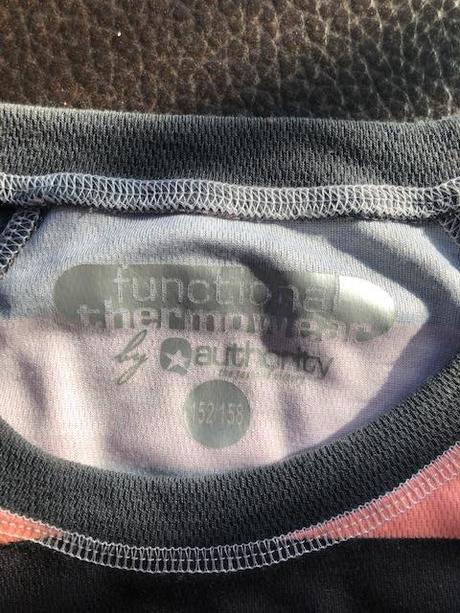 functional
thermowear
by authority
152/158